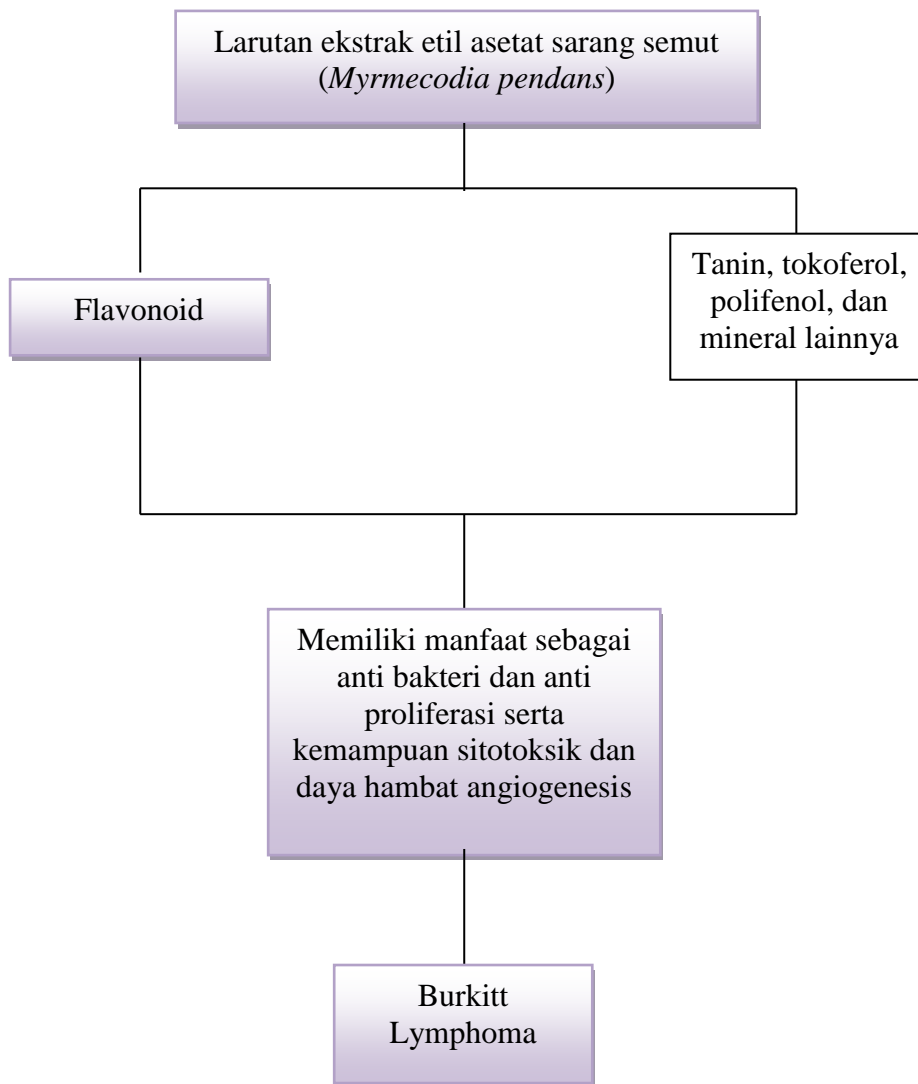 Larutan ekstrak etil asetat sarang semut
(Myrmecodia pendans)
Flavonoid
Tanin, tokoferol,
polifenol, dan
mineral lainnya
Memiliki manfaat sebagai
anti bakteri dan anti
proliferasi serta
kemampuan sitotoksik dan
daya hambat angiogenesis
Burkitt
Lymphoma